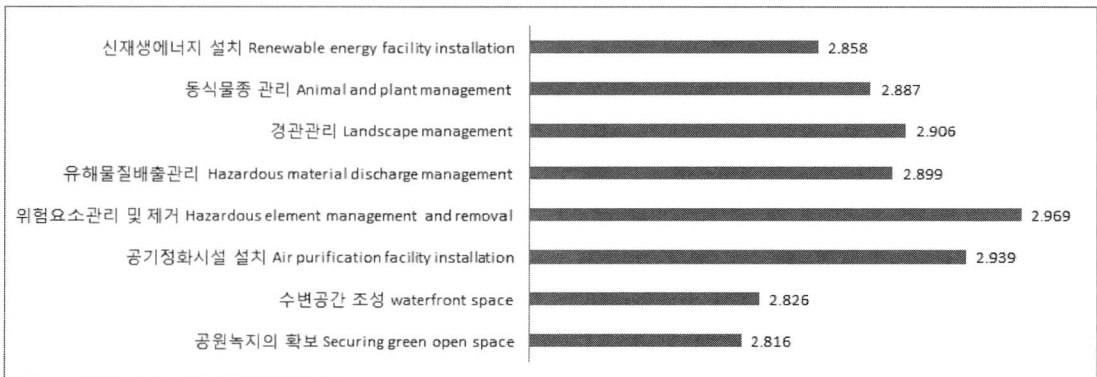 신재생에너지 설치 Renewable energy facility installation 2.858
동식물종 관리 Animal and plant management 2.887
경관관리 Landscape management 2.906
유해물질배출관리 Hazardous material discharge management 2.899
위험요소관리 및 제거 Hazardous element management and removal 2.969
공기정화시설 설치 Air purification facility installation 2.939
수변공간 조성 waterfront space 2.826
공원녹지의 확보 Securing green open space 2.816